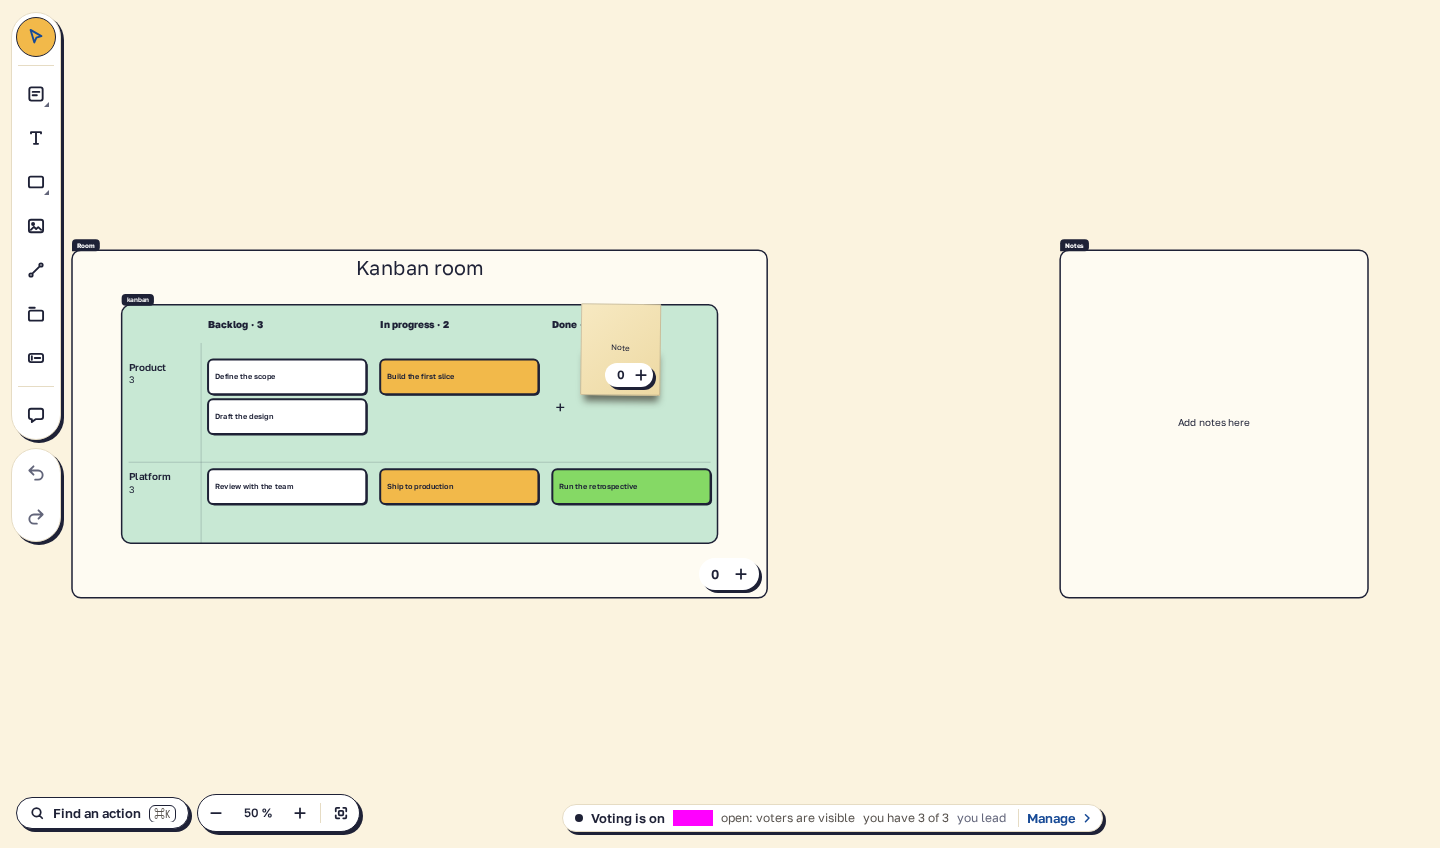 Room
Kanban room
kanban
Backlog · 3
In progress · 2
Done
Note
0
Product
3
Define the scope
Build the first slice
Draft the design
Platform
3
Review with the team
Ship to production
Run the retrospective
0
Notes
Add notes here
Find an action ⌘K
50 %
Voting is on
open: voters are visible you have 3 of 3 you lead
Manage